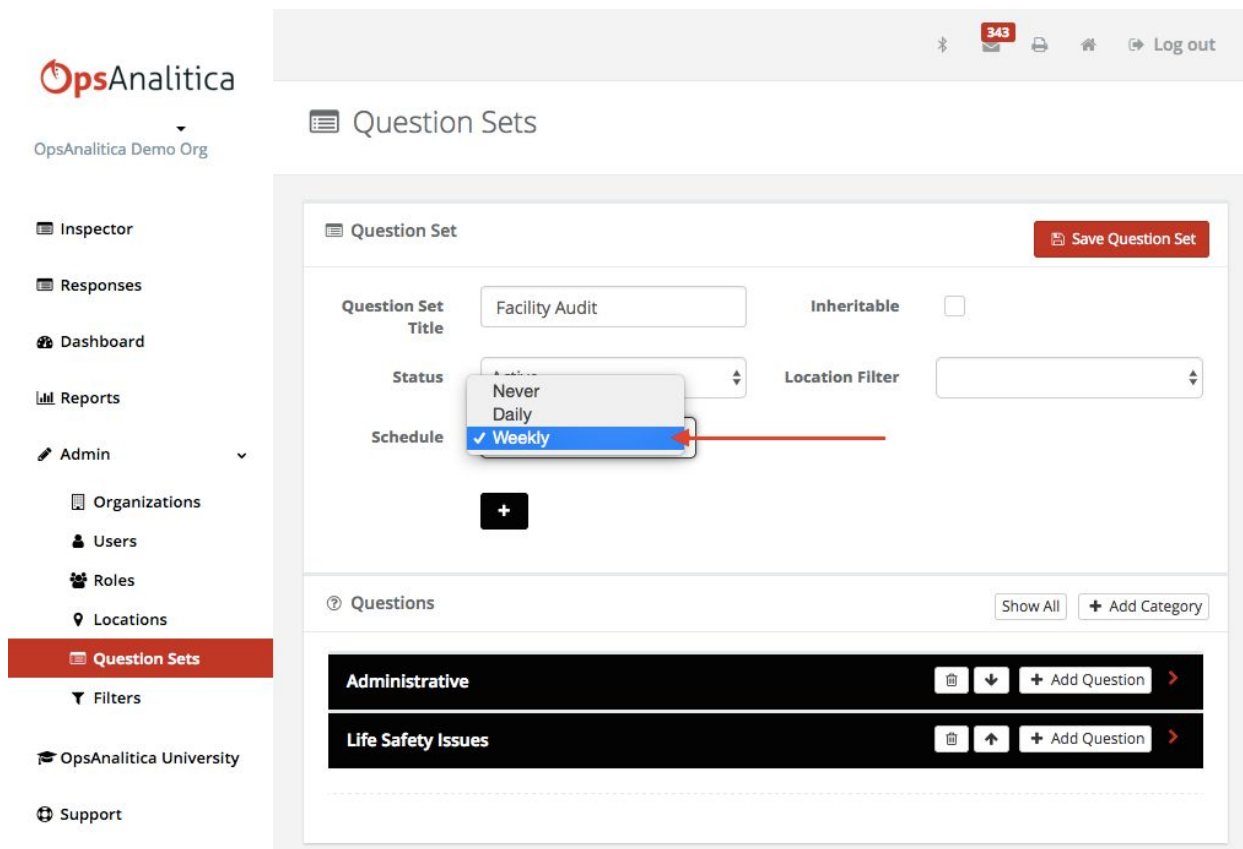 343
Log out
OpsAnalitica
OpsAnalitica Demo Org
Question Sets
Inspector
Responses
Dashboard
Reports
Admin
Organizations
Users
Roles
Locations
Question Sets
Filters
OpsAnalitica University
Support
Question Set
Save Question Set
Question Set
Title
Facility Audit
Inheritable
Status
Active
Location Filter
Schedule
Never
Daily
✓ Weekly
+
Questions
Show All
+ Add Category
Administrative
+ Add Question
Life Safety Issues
+ Add Question